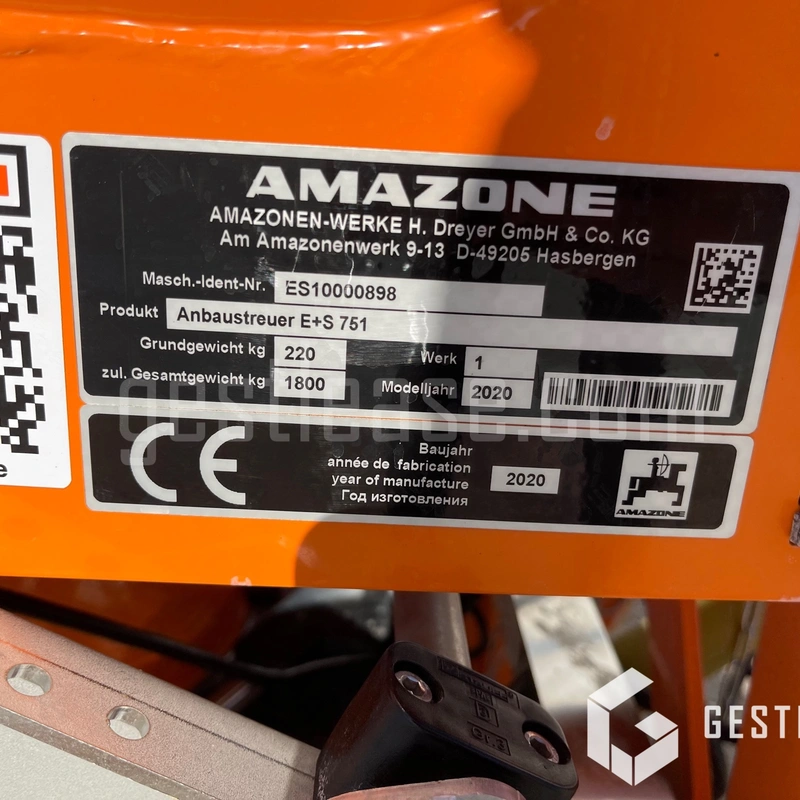 AMAZONE
AMAZONEN-WERKE H. Dreyer GmbH & Co. KG
Am Amazonenwerk 9-13 D-49205 Hasbergen
Masch.-Ident-Nr. ES10000898
Produkt Anbaustreuer E+S 751
Grundgewicht kg 220 Werk 1
zul. Gesamtgewicht kg 1800 Modelljahr 2020
gestlease.com
CE
Baujahr
année de fabrication
year of manufacture 2020
Год изготовления
AMAZONE
e
GEST